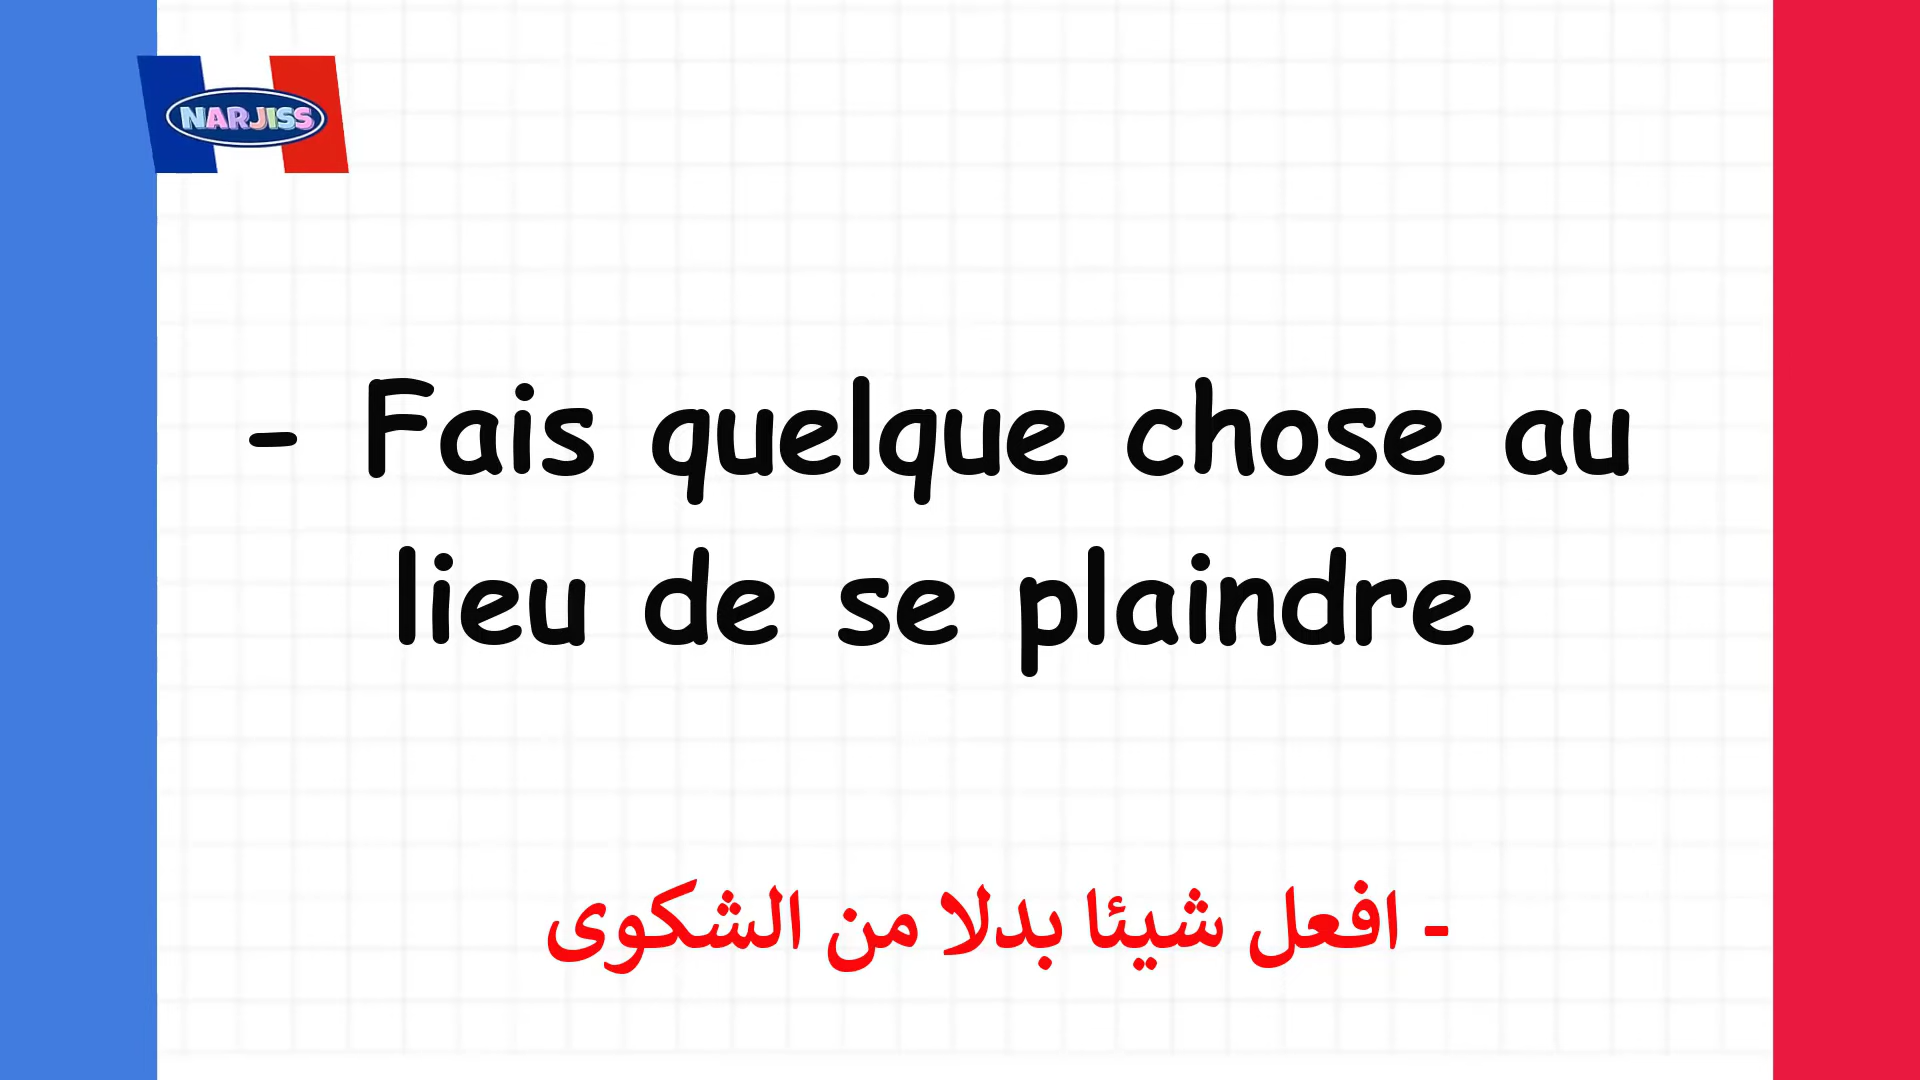 NARJISS
- Fais quelque chose au
lieu de se plaindre
- افعل شيئا بدلا من الشكوى